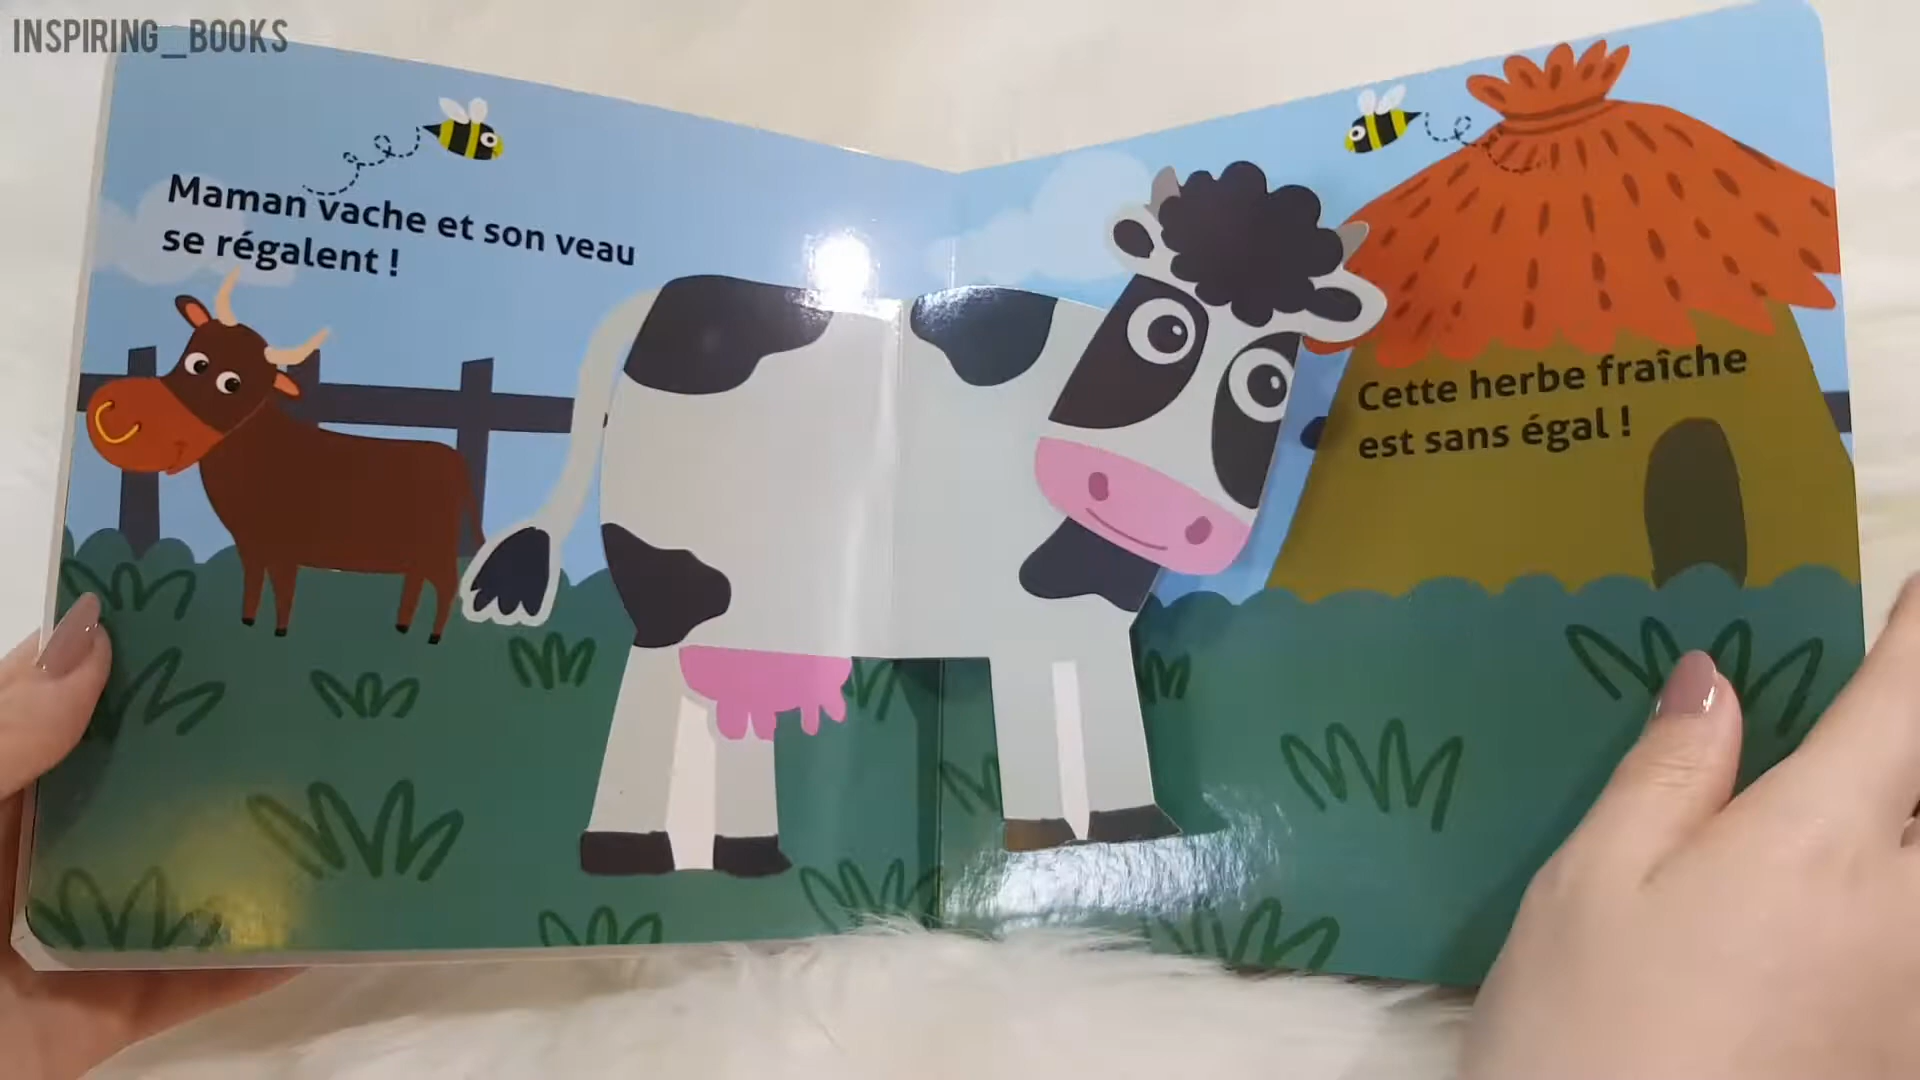 INSPIRING_BOOKS
Maman vache et son veau
se régalent !
Cette herbe fraîche
est sans égal !